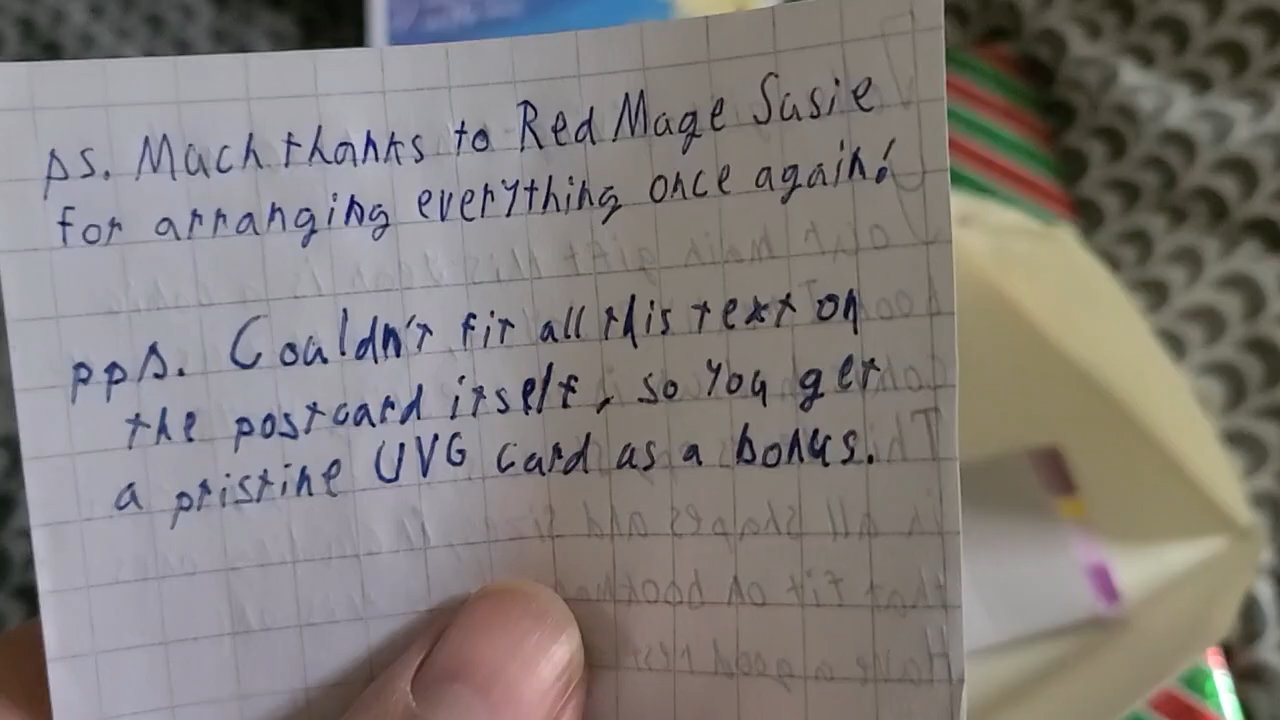 ps. Much thanks to Red Mage Susie
for arranging everything once again!
pps. Couldn't fit all this text on
the postcard itself, so you get
a pristine UVG card as a bonus.